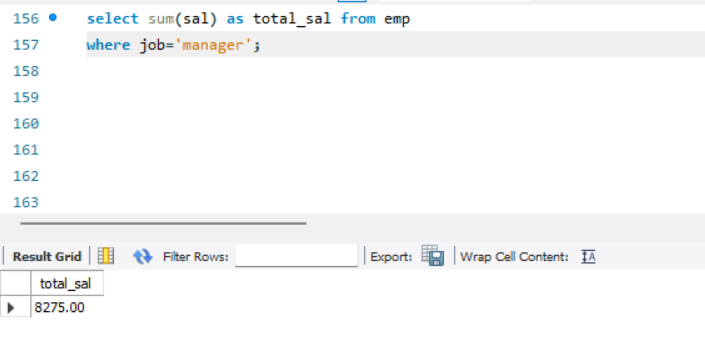 156 select sum(sal) as total_sal from emp
157 where job='manager';
158
159
160
161
162
163
Result Grid Filter Rows: Export: Wrap Cell Content: IA
total_sal
8275.00